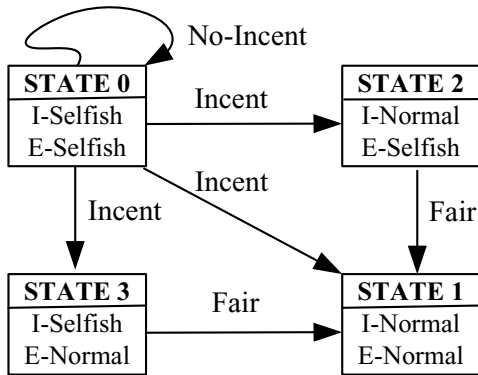 No-Incent
STATE 0
I-Selfish
E-Selfish
Incent
STATE 2
I-Normal
E-Selfish
Incent
Incent
Fair
STATE 3
I-Selfish
E-Normal
Fair
STATE 1
I-Normal
E-Normal